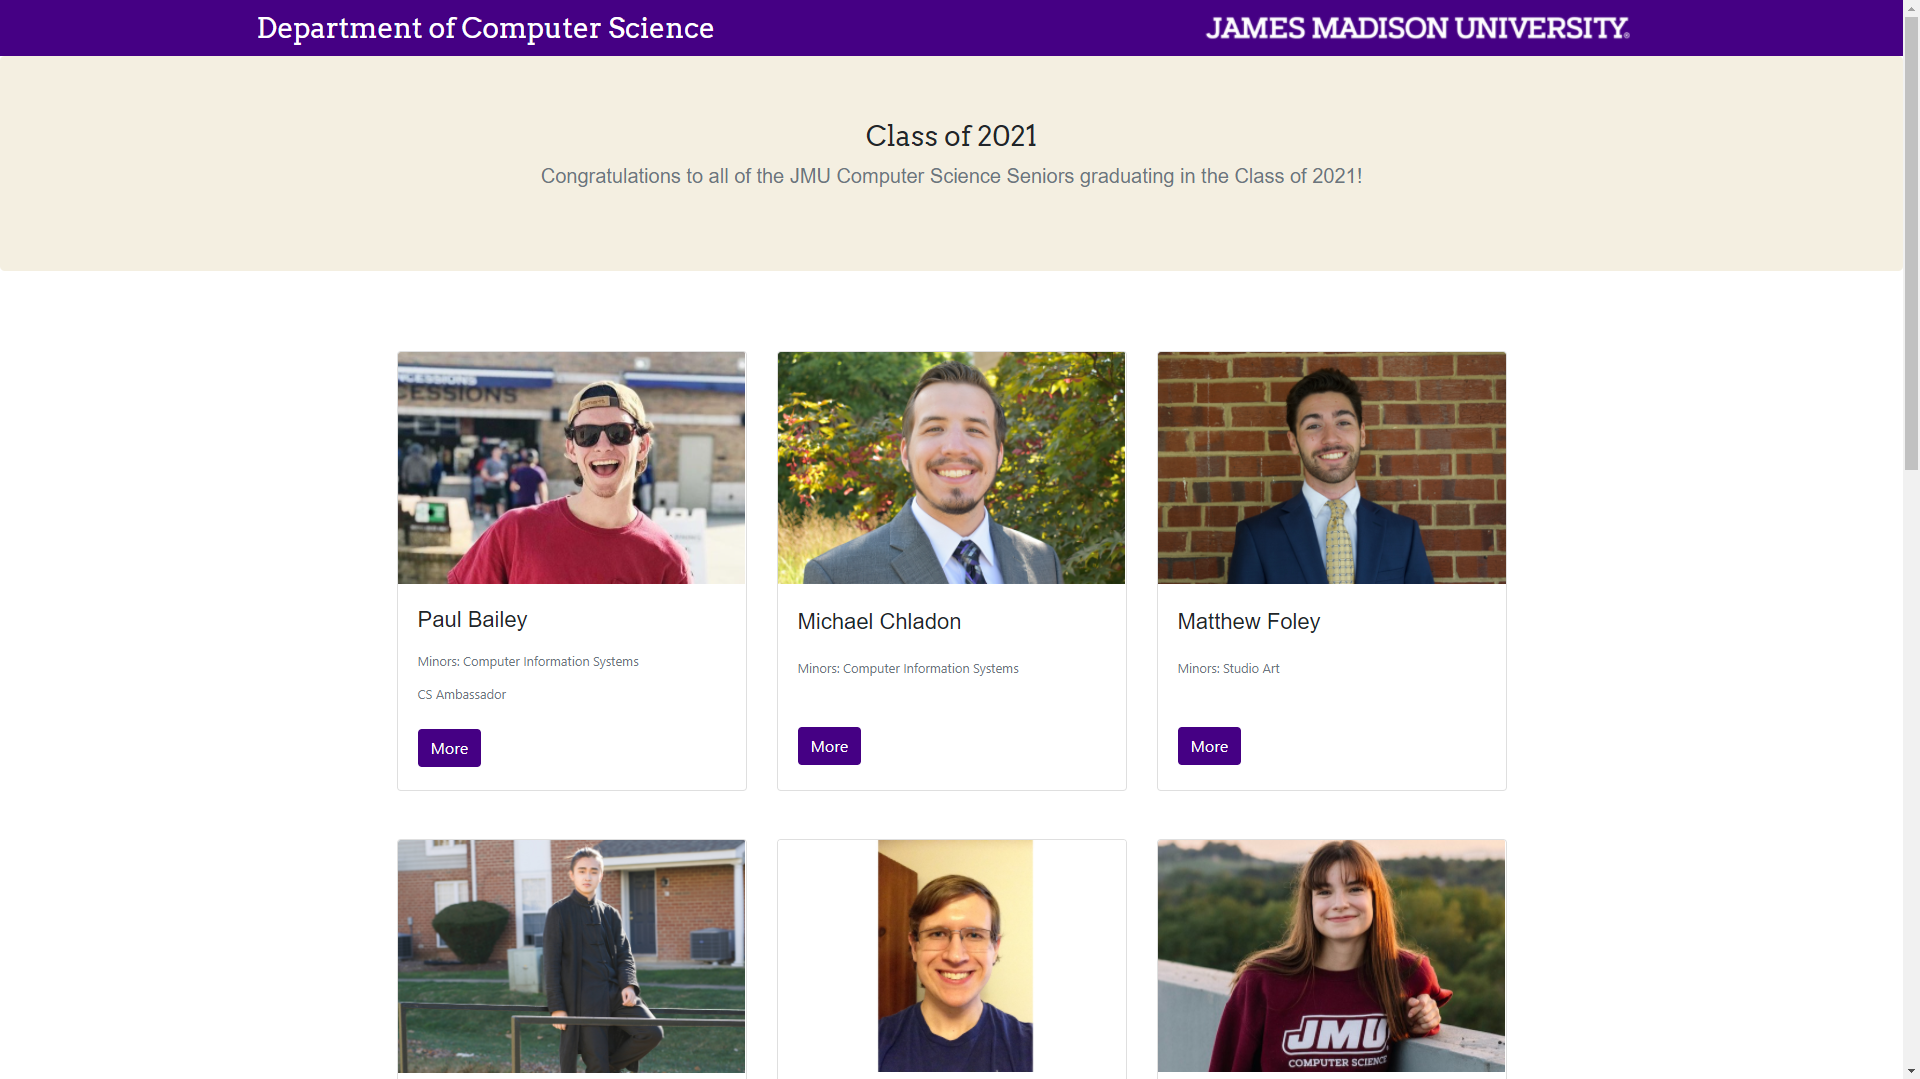 Department of Computer Science
JAMES MADISON UNIVERSITY®
Class of 2021
Congratulations to all of the JMU Computer Science Seniors graduating in the Class of 2021!
CESSIONS
CESSIONS
Paul Bailey
Minors: Computer Information Systems
CS Ambassador
More
Michael Chladon
Minors: Computer Information Systems
More
Matthew Foley
Minors: Studio Art
More
JMU
COMPUTER SCIENCE